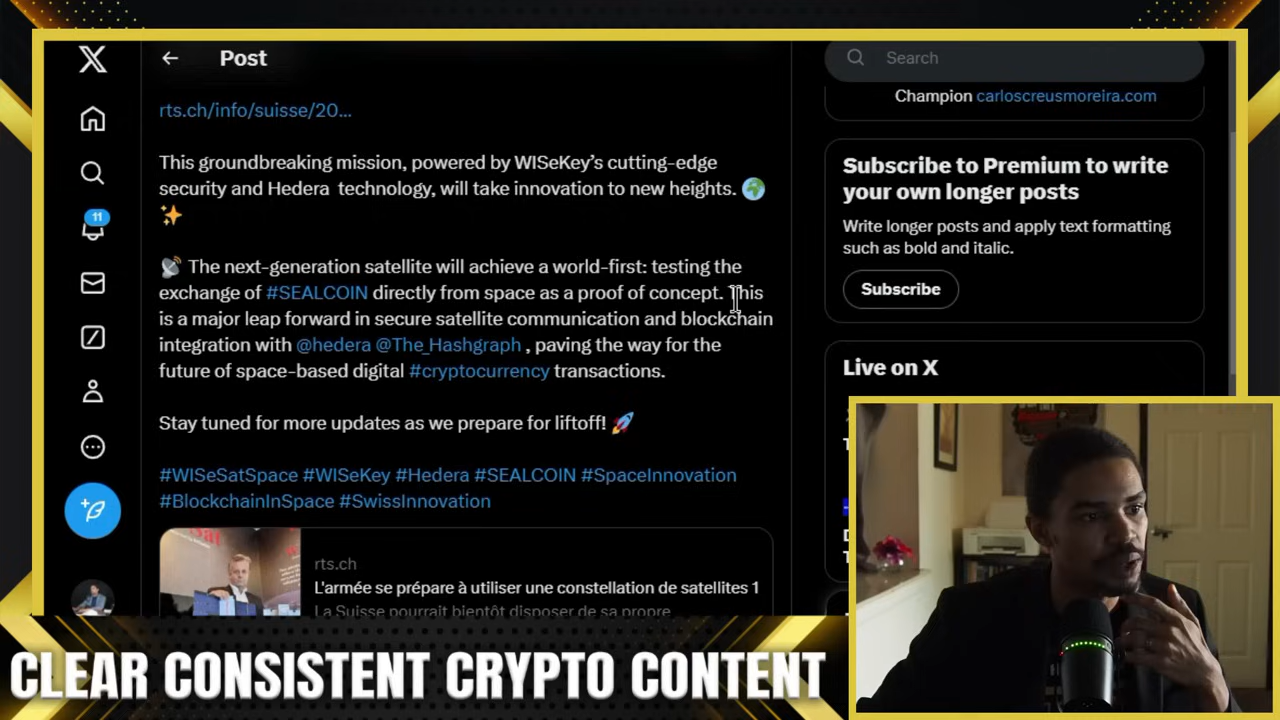 Post
Search
rts.ch/info/suisse/20...
Champion carloscreusmoreira.com
This groundbreaking mission, powered by WISeKey’s cutting-edge
security and Hedera technology, will take innovation to new heights. 🌍
✨
📡 The next-generation satellite will achieve a world-first: testing the
exchange of #SEALCOIN directly from space as a proof of concept. This
is a major leap forward in secure satellite communication and blockchain
integration with @hedera @The_Hashgraph , paving the way for the
future of space-based digital #cryptocurrency transactions.
Stay tuned for more updates as we prepare for liftoff! 🚀
#WISeSatSpace #WISeKey #Hedera #SEALCOIN #SpaceInnovation
#BlockchainInSpace #SwissInnovation
rts.ch
L'armée se prépare à utiliser une constellation de satellites 1
La Suisse pourrait bientôt disposer de sa propre
11
Subscribe to Premium to write
your own longer posts
Write longer posts and apply text formatting
such as bold and italic.
Subscribe
Live on X
CLEAR CONSISTENT CRYPTO CONTENT